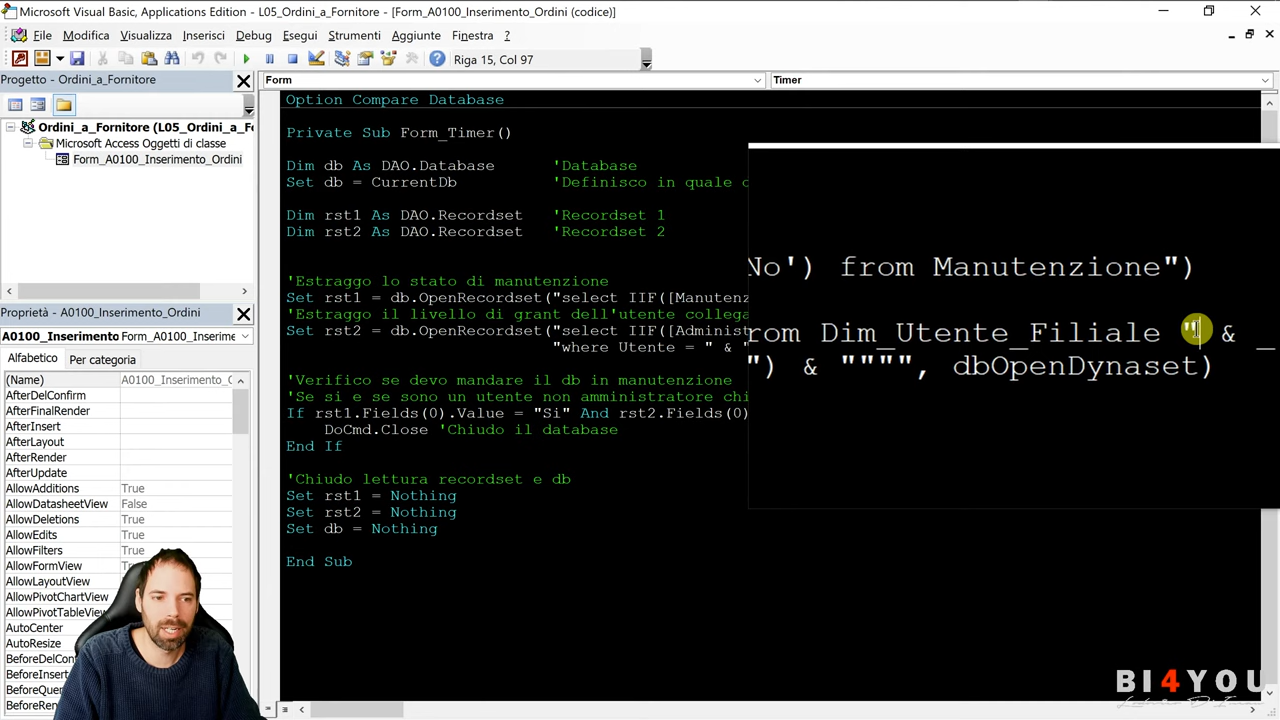 Microsoft Visual Basic, Applications Edition - L05_Ordini_a_Fornitore - [Form_A0100_Inserimento_Ordini (codice)]
File Modifica Visualizza Inserisci Debug Esegui Strumenti Aggiunte Finestra ?
Riga 15, Col 97
Progetto - Ordini_a_Fornitore
Form
Timer
Ordini_a_Fornitore (L05_Ordini_a_F
Microsoft Access Oggetti di classe
Form_A0100_Inserimento_Ordini
Proprietà - A0100_Inserimento_Ordini
A0100_Inserimento Form_A0100_Inserime
Alfabetico Per categoria
(Name) A0100_Inserimento_O
AfterDelConfirm
AfterFinalRender
AfterInsert
AfterLayout
AfterRender
AfterUpdate
AllowAdditions True
AllowDatasheetView False
AllowDeletions True
AllowEdits True
AllowFilters True
AllowFormView
AllowLayoutView
AllowPivotChartView
AllowPivotTableView
AutoCenter
AutoResize
BeforeDelConf
BeforeInsert
BeforeQue
BeforeRen
Option Compare Database
Private Sub Form_Timer()
Dim db As DAO.Database 'Database
Set db = CurrentDb 'Definisco in quale
Dim rst1 As DAO.Recordset 'Recordset 1
Dim rst2 As DAO.Recordset 'Recordset 2
'Estraggo lo stato di manutenzione
Set rst1 = db.OpenRecordset("select IIF([Manuten
'Estraggo il livello di grant dell'utente collega
Set rst2 = db.OpenRecordset("select IIF([Administ
"where Utente = " & "
'Verifico se devo mandare il db in manutenzione
'Se si e se sono un utente non amministratore chi
If rst1.Fields(0).Value = "Si" And rst2.Fields(0)
DoCmd.Close 'Chiudo il database
End If
'Chiudo lettura recordset e db
Set rst1 = Nothing
Set rst2 = Nothing
Set db = Nothing
End Sub
No') from Manutenzione")
rom Dim_Utente_Filiale " & _
") & """", dbOpenDynaset)
BI4YOU